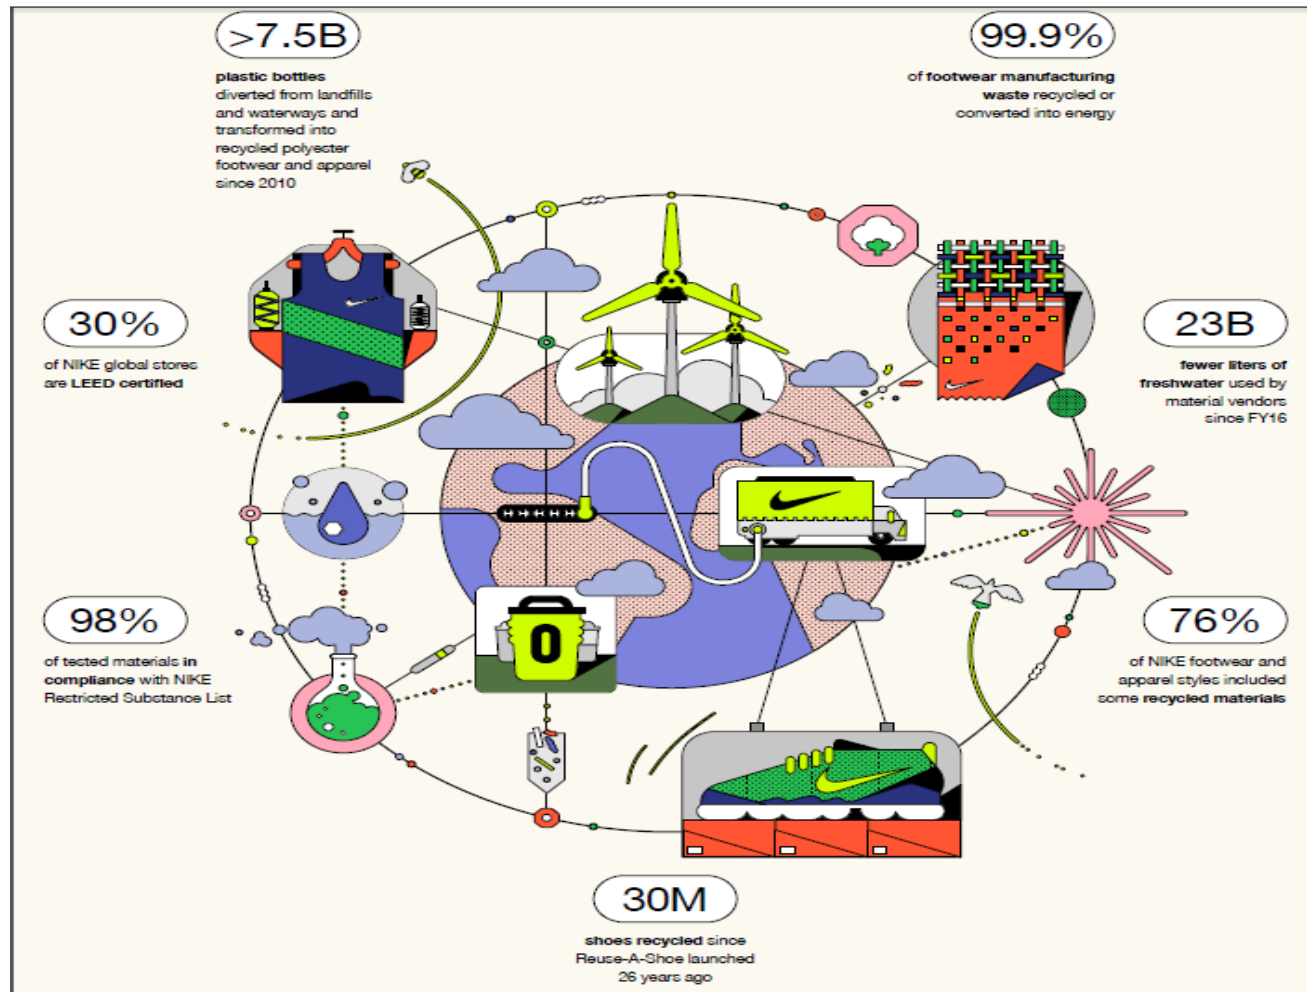 >7.5B
plastic bottles
diverted from landfills
and waterways and
transformed into
recycled polyester
footwear and apparel
since 2010
99.9%
of footwear manufacturing
waste recycled or
converted into energy
30%
of NIKE global stores
are LEED certified
23B
fewer liters of
freshwater used by
material vendors
since FY16
98%
of tested materials in
compliance with NIKE
Restricted Substance List
0
76%
of NIKE footwear and
apparel styles included
some recycled materials
30M
shoes recycled since
Reuse-A-Shoe launched
26 years ago